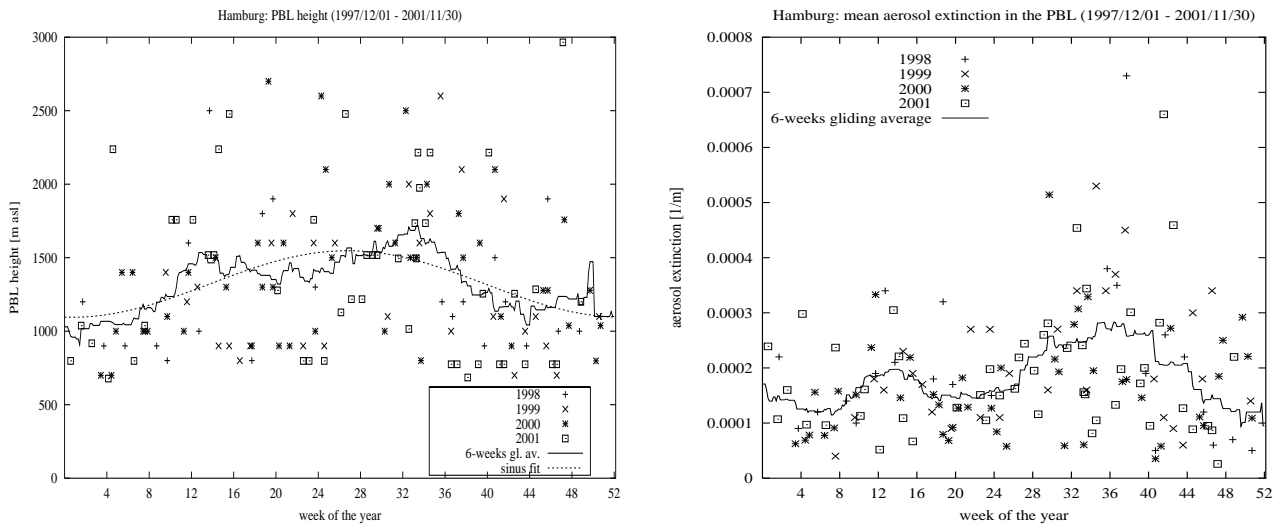 Hamburg: PBL height (1997/12/01 - 2001/11/30)
3000
2500
2000
1500
1000
500
0
PBL height [m asl]
4 8 12 16 20 24 28 32 36 40 44 48 52
week of the year
1998
1999
2000
2001
6-weeks gl. av.
sinus fit
Hamburg: mean aerosol extinction in the PBL (1997/12/01 - 2001/11/30)
0.0008
0.0007
0.0006
0.0005
0.0004
0.0003
0.0002
0.0001
0
aerosol extinction [1/m]
4 8 12 16 20 24 28 32 36 40 44 48 52
week of the year
1998
1999
2000
2001
6-weeks gliding average